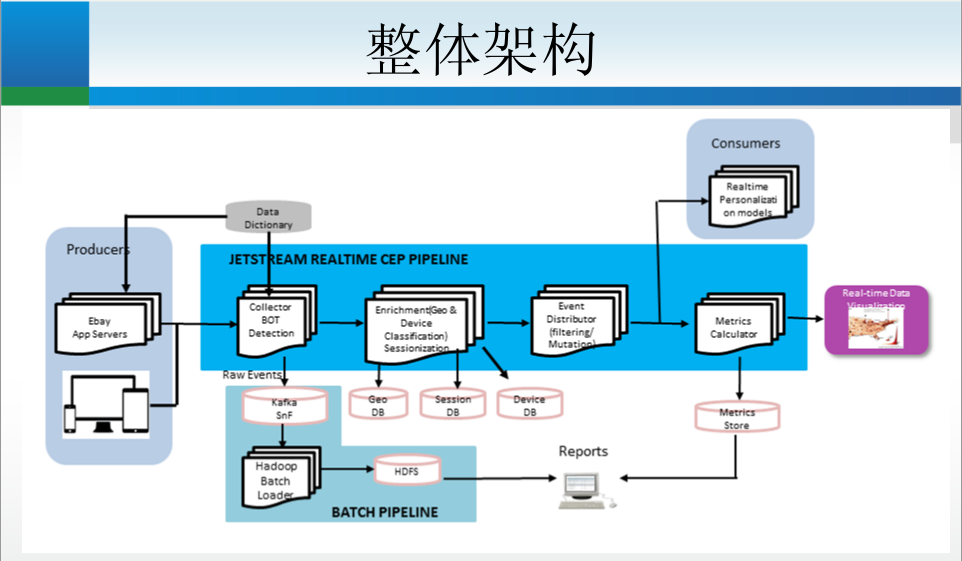 整体架构
Consumers
Realtime
Personalizati
on models
Data
Dictionary
Producers
JETSTREAM REALTIME CEP PIPELINE
Ebay
App Servers
Collector
BOT
Detection
Enrichment(Geo &
Device
Classification)
Sessionization
Event
Distributor
(filtering/
Mutation)
Metrics
Calculator
Real-time Data
Visualization
Raw Events
Kafka
SnF
Geo
DB
Session
DB
Device
DB
Metrics
Store
Hadoop
Batch
Loader
HDFS
Reports
BATCH PIPELINE